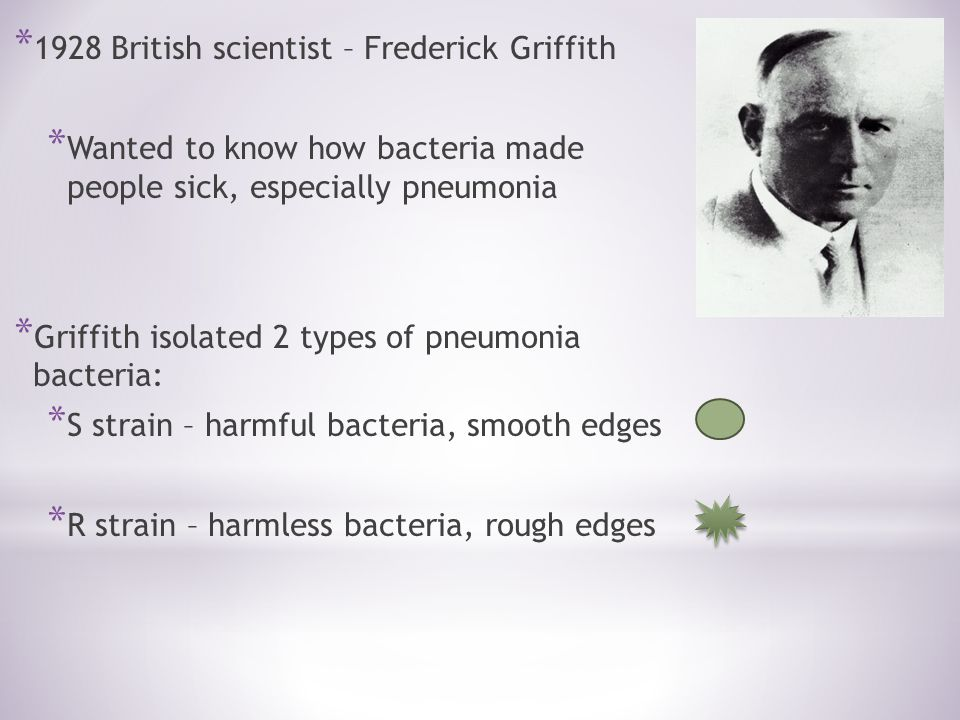 * 1928 British scientist – Frederick Griffith
* Wanted to know how bacteria made
people sick, especially pneumonia
* Griffith isolated 2 types of pneumonia
bacteria:
* S strain – harmful bacteria, smooth edges
* R strain – harmless bacteria, rough edges